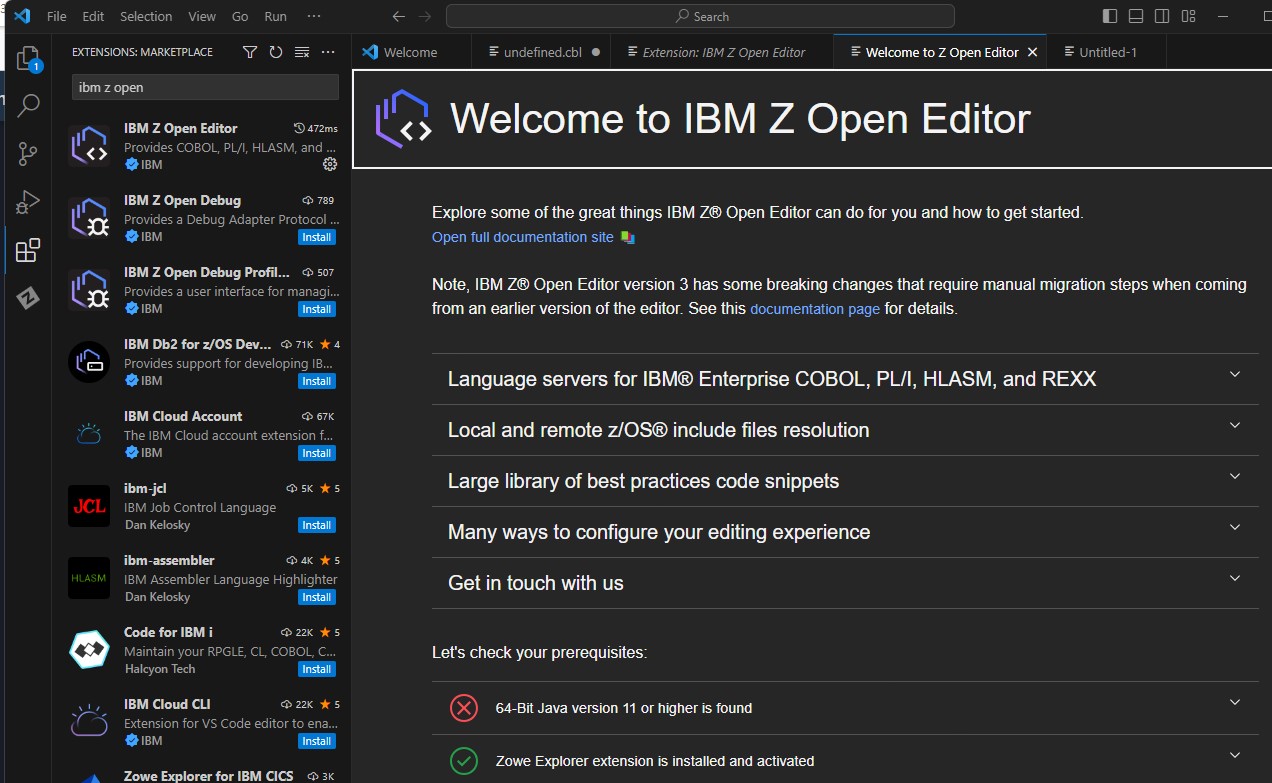 File Edit Selection View Go Run ···
Search
EXTENSIONS: MARKETPLACE
1
ibm z open
IBM Z Open Editor 472ms
Provides COBOL, PL/I, HLASM, and ...
IBM
IBM Z Open Debug 789
Provides a Debug Adapter Protocol ...
IBM Install
IBM Z Open Debug Profil... 507
Provides a user interface for managi...
IBM Install
IBM Db2 for z/OS Dev... 71K ★ 4
Provides support for developing IB...
IBM Install
IBM Cloud Account 67K
The IBM Cloud account extension f...
IBM Install
JCL
ibm-jcl 5K ★ 5
IBM Job Control Language
Dan Kelosky Install
HLASM
ibm-assembler 4K ★ 5
IBM Assembler Language Highlighter
Dan Kelosky Install
Code for IBM i 22K ★ 5
Maintain your RPGLE, CL, COBOL, C...
Halcyon Tech Install
IBM Cloud CLI 22K ★ 5
Extension for VS Code editor to ena...
IBM Install
Zowe Explorer for IBM CICS 3K
Welcome undefined.cbl Extension: IBM Z Open Editor Welcome to Z Open Editor Untitled-1
Welcome to IBM Z Open Editor
Explore some of the great things IBM Z® Open Editor can do for you and how to get started.
Open full documentation site
Note, IBM Z® Open Editor version 3 has some breaking changes that require manual migration steps when coming
from an earlier version of the editor. See this documentation page for details.
Language servers for IBM® Enterprise COBOL, PL/I, HLASM, and REXX
Local and remote z/OS® include files resolution
Large library of best practices code snippets
Many ways to configure your editing experience
Get in touch with us
Let's check your prerequisites:
64-Bit Java version 11 or higher is found
Zowe Explorer extension is installed and activated